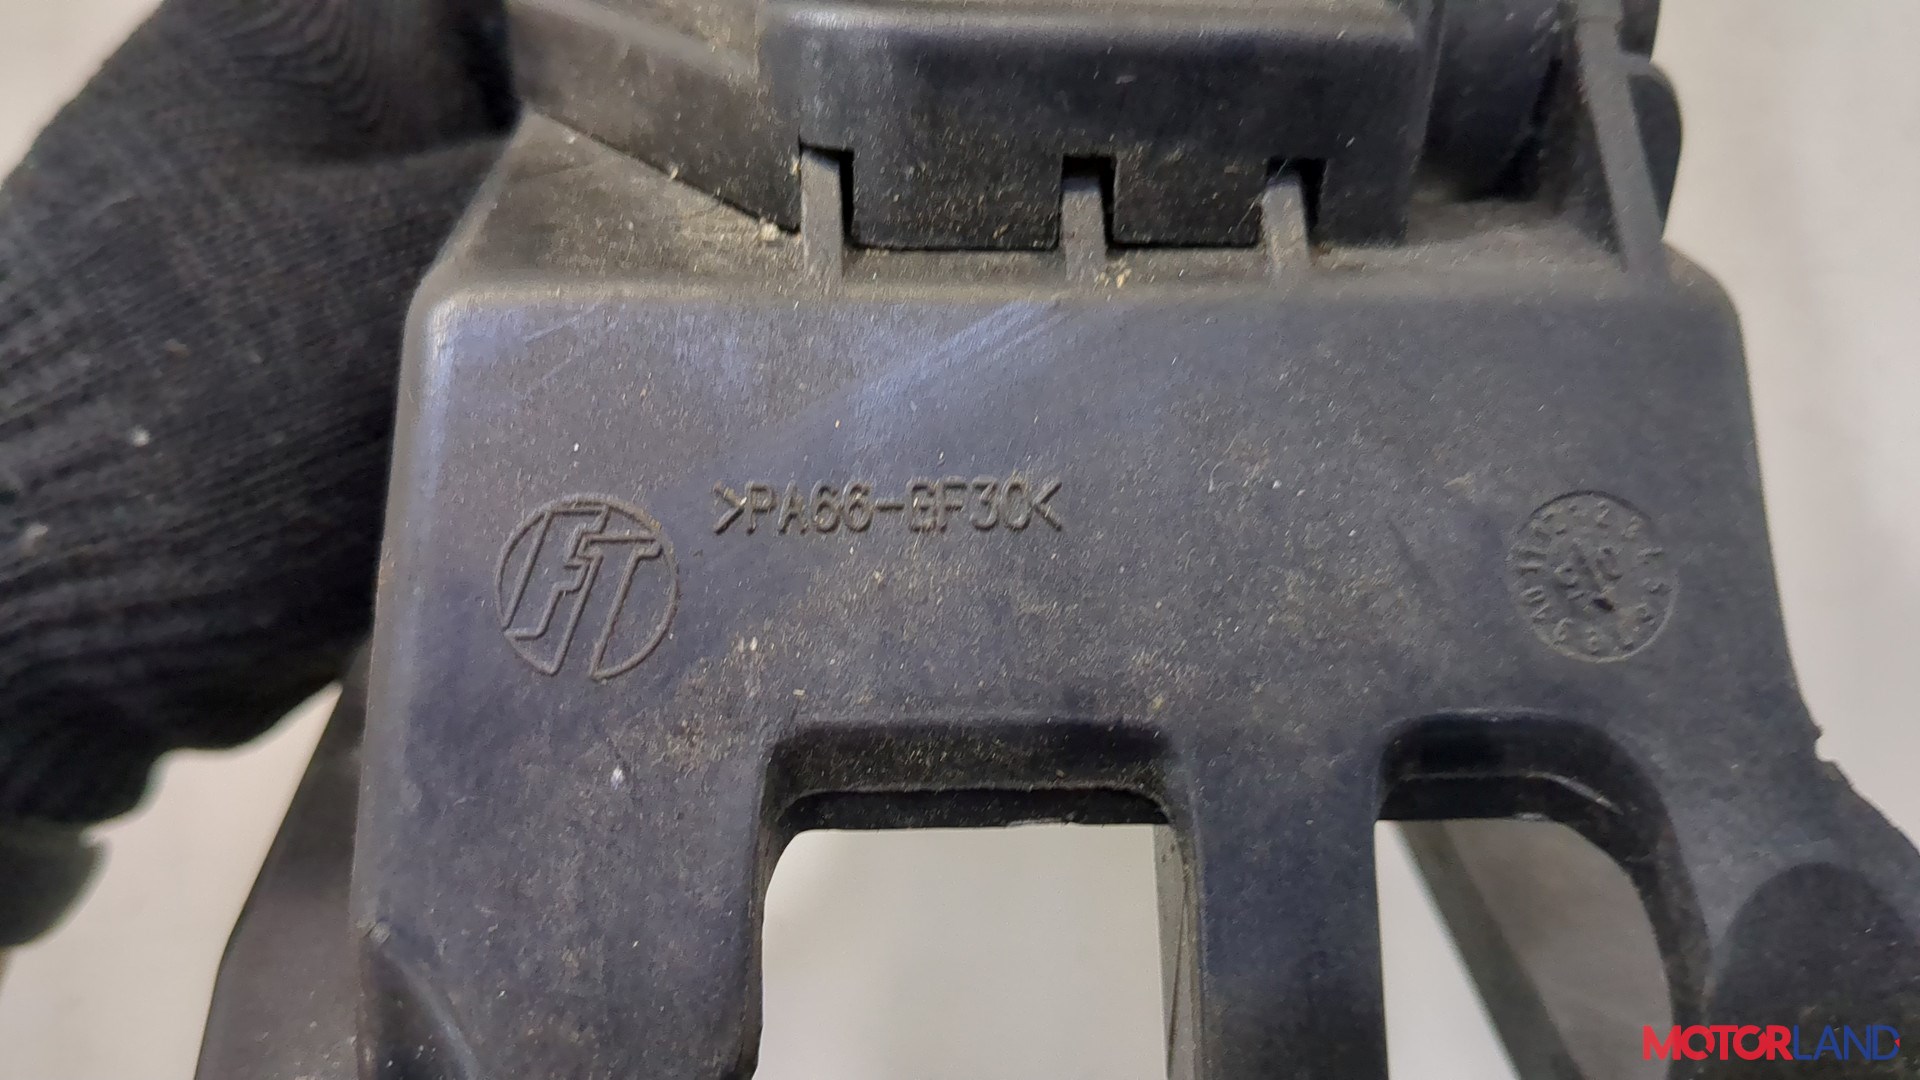 >PA66-GF30<
FT
MOTORLAND